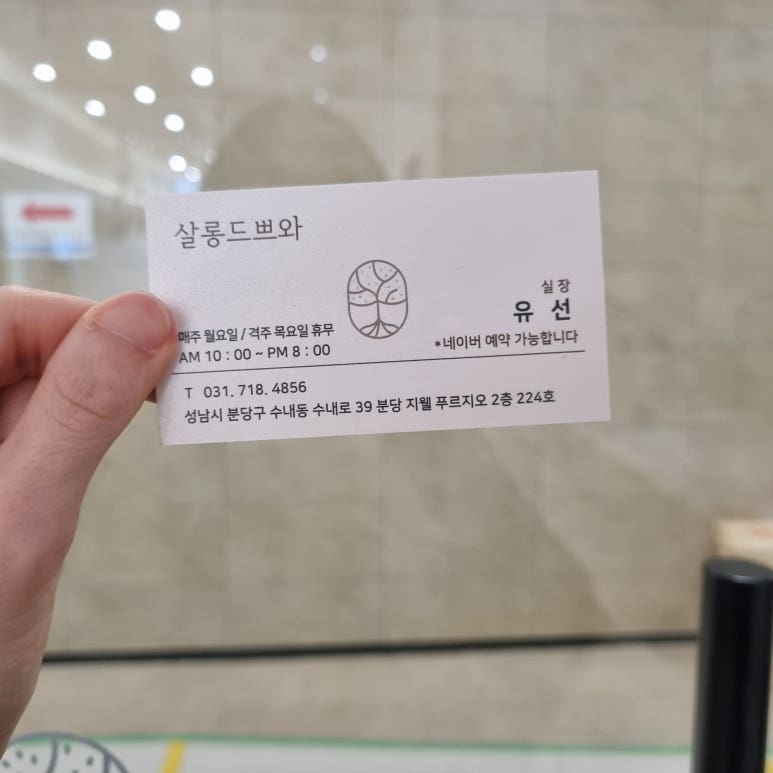 살롱드쁘와
실장
유 선
*네이버 예약 가능합니다
매주 월요일 / 격주 목요일 휴무
AM 10 : 00 ~ PM 8 : 00
T 031. 718. 4856
성남시 분당구 수내동 수내로 39 분당 지웰 푸르지오 2층 224호